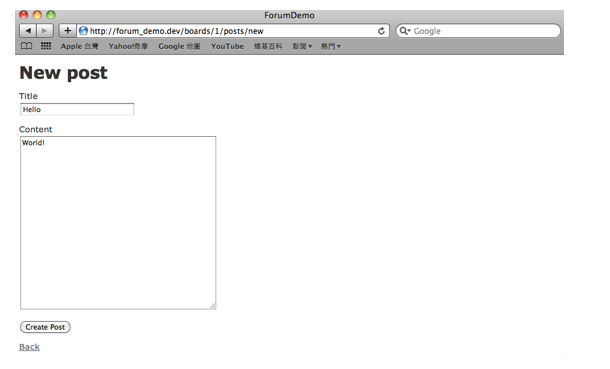 ForumDemo
http://forum_demo.dev/boards/1/posts/new
Google
Apple 台灣 Yahoo!奇摩 Google 地圖 YouTube 維基百科 新聞 熱門
New post
Title
Hello
Content
World!
Create Post
Back